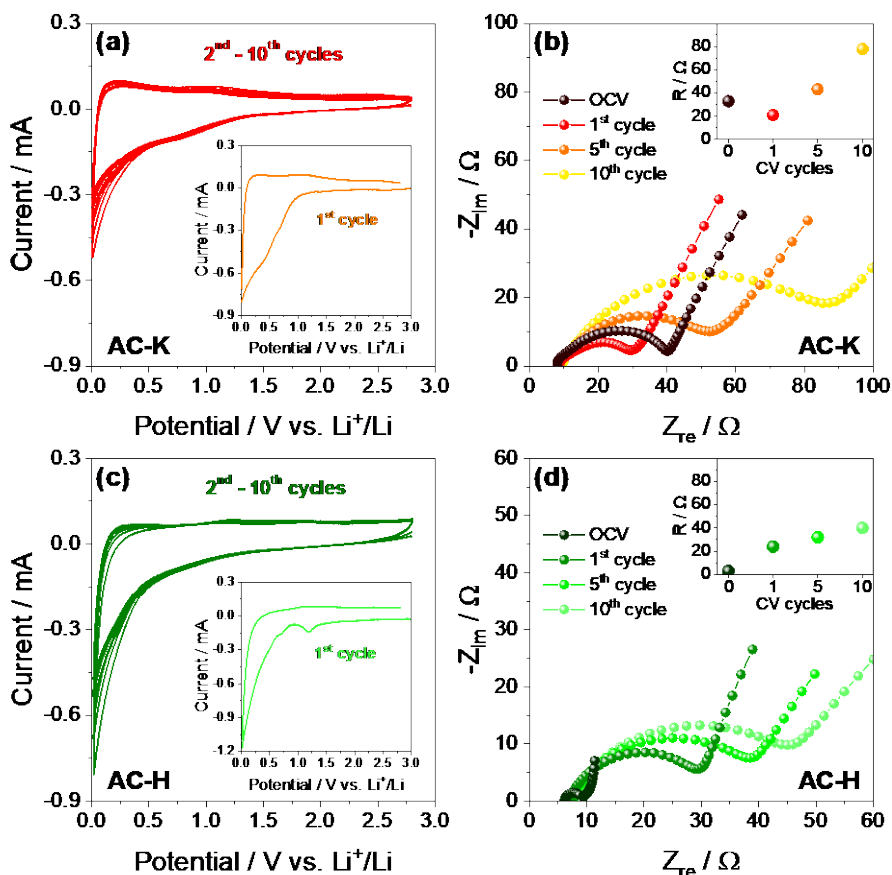 (a)
2nd - 10th cycles
0.3
0.0
-0.3
-0.6
-0.9
Current / mA
0.3
0.0
-0.3
-0.6
-0.9
Current / mA
1st cycle
0.0 0.5 1.0 1.5 2.0 2.5 3.0
Potential / V vs. Li+/Li
AC-K
0.0 0.5 1.0 1.5 2.0 2.5 3.0
Potential / V vs. Li+/Li
(b)
100
80
60
40
20
0
-ZIm / Ω
OCV
1st cycle
5th cycle
10th cycle
80
60
40
20
0
R / Ω
0 1 5 10
CV cycles
AC-K
0 20 40 60 80 100
Zre / Ω
(c)
2nd - 10th cycles
0.3
0.0
-0.3
-0.6
-0.9
Current / mA
0.3
0.0
-0.3
-0.6
-0.9
-1.2
Current / mA
1st cycle
0.0 0.5 1.0 1.5 2.0 2.5 3.0
Potential / V vs. Li+/Li
AC-H
0.0 0.5 1.0 1.5 2.0 2.5 3.0
Potential / V vs. Li+/Li
(d)
60
50
40
30
20
10
0
-ZIm / Ω
OCV
1st cycle
5th cycle
10th cycle
80
60
40
20
0
R / Ω
0 1 5 10
CV cycles
AC-H
0 10 20 30 40 50 60
Zre / Ω